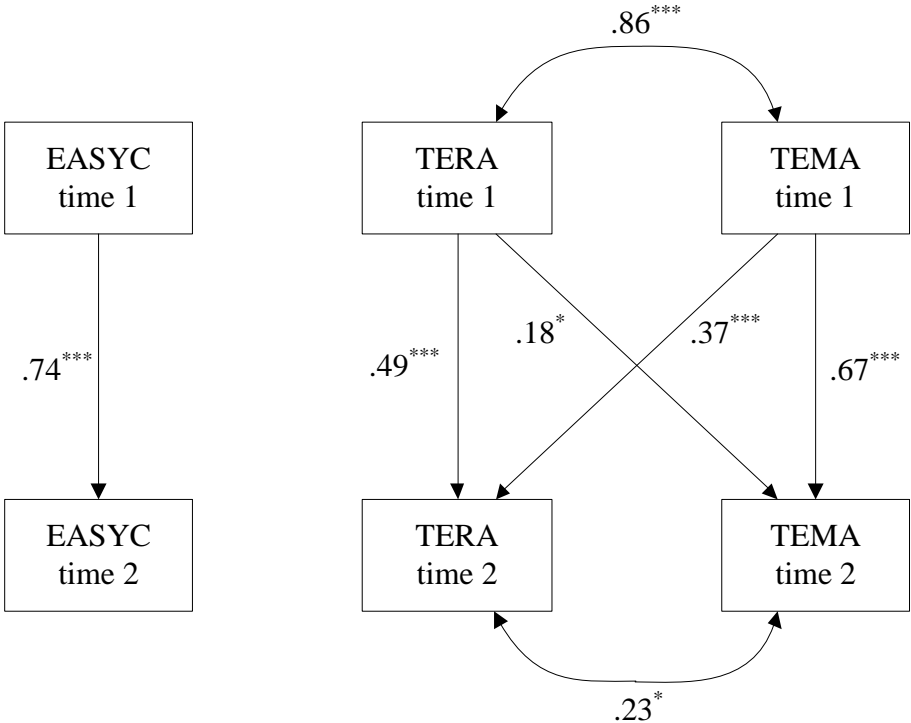 .86***
EASYC
time 1
TERA
time 1
TEMA
time 1
.74***
.49***
.18*
.37***
.67***
EASYC
time 2
TERA
time 2
TEMA
time 2
.23*